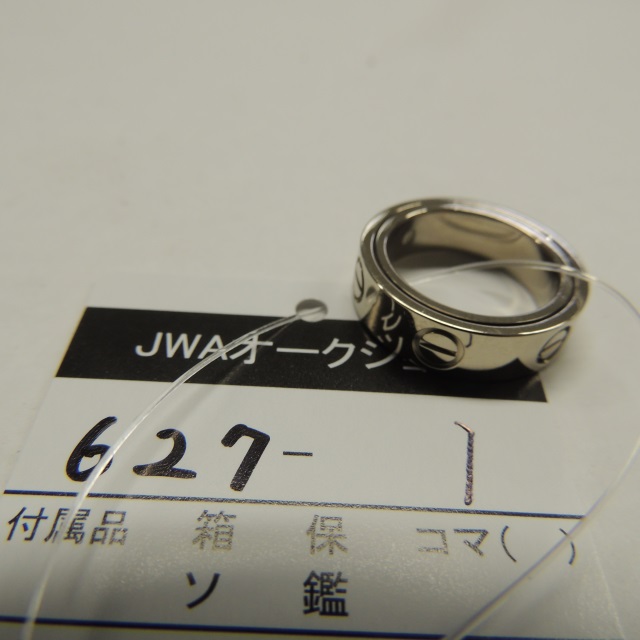 JWAオークシ
627- 1
付属品 箱 保 コマ( )
ソ 鑑